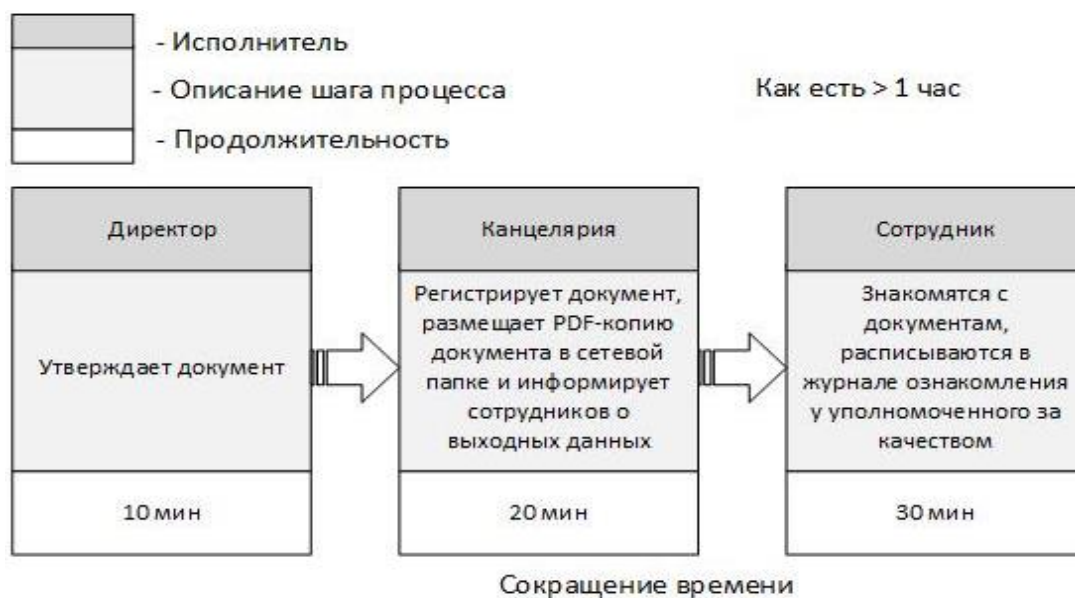 - Исполнитель
- Описание шага процесса
- Продолжительность
Как есть > 1 час
Директор
Утверждает документ
10 мин
Канцелярия
Регистрирует документ,
размещает PDF-копию
документа в сетевой
папке и информирует
сотрудников о
выходных данных
20 мин
Сотрудник
Знакомятся с
документам,
расписываются в
журнале ознакомления
у уполномоченного за
качеством
30 мин
Сокращение времени